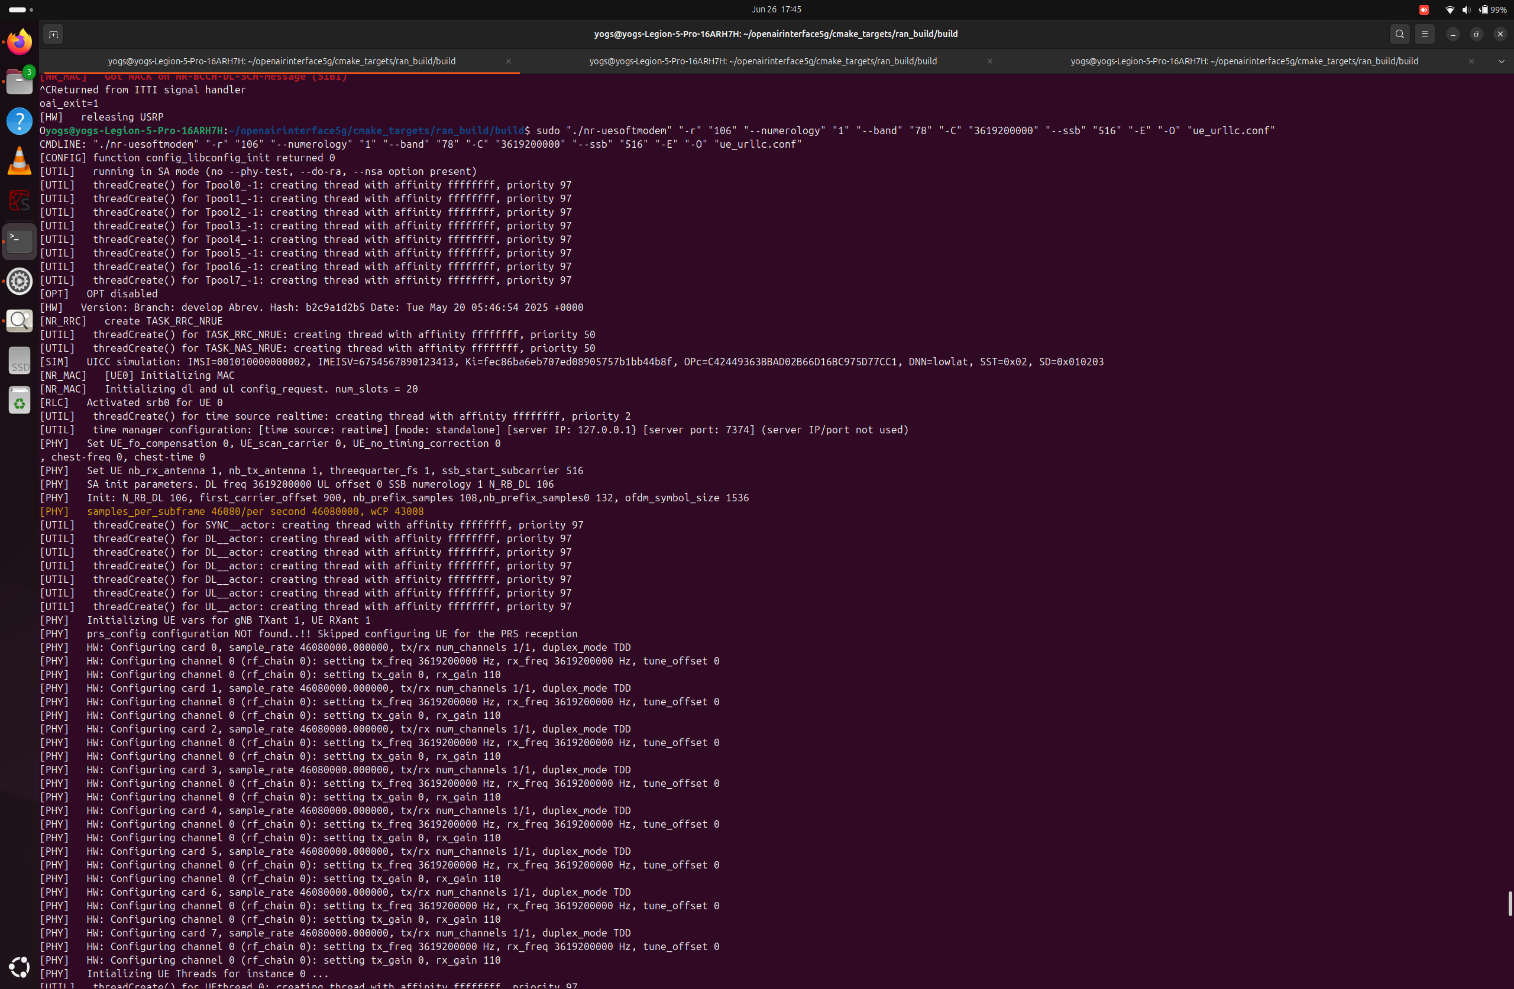 Jun 26 17:45
99%
yogs@yogs-Legion-5-Pro-16ARH7H: ~/openairinterface5g/cmake_targets/ran_build/build
yogs@yogs-Legion-5-Pro-16ARH7H: ~/openairinterface5g/cmake_targets/ran_build/build
yogs@yogs-Legion-5-Pro-16ARH7H: ~/openairinterface5g/cmake_targets/ran_build/build
yogs@yogs-Legion-5-Pro-16ARH7H: ~/openairinterface5g/cmake_targets/ran_build/build
[NR_MAC] Got NACK on NR-BCCH-DL-SCH-Message (SIB1)
^CReturned from ITTI signal handler
oai_exit=1
[HW] releasing USRP
Oyogs@yogs-Legion-5-Pro-16ARH7H:~/openairinterface5g/cmake_targets/ran_build/build$ sudo "./nr-uesoftmodem" "-r" "106" "--numerology" "1" "--band" "78" "-C" "3619200000" "--ssb" "516" "-E" "-O" "ue_urllc.conf"
CMDLINE: "./nr-uesoftmodem" "-r" "106" "--numerology" "1" "--band" "78" "-C" "3619200000" "--ssb" "516" "-E" "-O" "ue_urllc.conf"
[CONFIG] function config_libconfig_init returned 0
[UTIL] running in SA mode (no --phy-test, --do-ra, --nsa option present)
[UTIL] threadCreate() for Tpool0_-1: creating thread with affinity ffffffff, priority 97
[UTIL] threadCreate() for Tpool1_-1: creating thread with affinity ffffffff, priority 97
[UTIL] threadCreate() for Tpool2_-1: creating thread with affinity ffffffff, priority 97
[UTIL] threadCreate() for Tpool3_-1: creating thread with affinity ffffffff, priority 97
[UTIL] threadCreate() for Tpool4_-1: creating thread with affinity ffffffff, priority 97
[UTIL] threadCreate() for Tpool5_-1: creating thread with affinity ffffffff, priority 97
[UTIL] threadCreate() for Tpool6_-1: creating thread with affinity ffffffff, priority 97
[UTIL] threadCreate() for Tpool7_-1: creating thread with affinity ffffffff, priority 97
[OPT] OPT disabled
[HW] Version: Branch: develop Abrev. Hash: b2c9a1d2b5 Date: Tue May 20 05:46:54 2025 +0000
[NR_RRC] create TASK_RRC_NRUE
[UTIL] threadCreate() for TASK_RRC_NRUE: creating thread with affinity ffffffff, priority 50
[UTIL] threadCreate() for TASK_NAS_NRUE: creating thread with affinity ffffffff, priority 50
[SIM] UICC simulation: IMSI=001010000000002, IMEISV=6754567890123413, Ki=fec86ba6eb707ed08905757b1bb44b8f, OPc=C42449363BBAD02B66D16BC975D77CC1, DNN=lowlat, SST=0x02, SD=0x010203
[NR_MAC] [UE0] Initializing MAC
[NR_MAC] Initializing dl and ul config_request. num_slots = 20
[RLC] Activated srb0 for UE 0
[UTIL] threadCreate() for time source realtime: creating thread with affinity ffffffff, priority 2
[UTIL] time manager configuration: [time source: reatime] [mode: standalone] [server IP: 127.0.0.1} [server port: 7374] (server IP/port not used)
[PHY] Set UE_fo_compensation 0, UE_scan_carrier 0, UE_no_timing_correction 0
, chest-freq 0, chest-time 0
[PHY] Set UE nb_rx_antenna 1, nb_tx_antenna 1, threequarter_fs 1, ssb_start_subcarrier 516
[PHY] SA init parameters. DL freq 3619200000 UL offset 0 SSB numerology 1 N_RB_DL 106
[PHY] Init: N_RB_DL 106, first_carrier_offset 900, nb_prefix_samples 108,nb_prefix_samples0 132, ofdm_symbol_size 1536
[PHY] samples_per_subframe 46080/per second 46080000, wCP 43008
[UTIL] threadCreate() for SYNC__actor: creating thread with affinity ffffffff, priority 97
[UTIL] threadCreate() for DL__actor: creating thread with affinity ffffffff, priority 97
[UTIL] threadCreate() for DL__actor: creating thread with affinity ffffffff, priority 97
[UTIL] threadCreate() for DL__actor: creating thread with affinity ffffffff, priority 97
[UTIL] threadCreate() for DL__actor: creating thread with affinity ffffffff, priority 97
[UTIL] threadCreate() for UL__actor: creating thread with affinity ffffffff, priority 97
[UTIL] threadCreate() for UL__actor: creating thread with affinity ffffffff, priority 97
[PHY] Initializing UE vars for gNB TXant 1, UE RXant 1
[PHY] prs_config configuration NOT found..!! Skipped configuring UE for the PRS reception
[PHY] HW: Configuring card 0, sample_rate 46080000.000000, tx/rx num_channels 1/1, duplex_mode TDD
[PHY] HW: Configuring channel 0 (rf_chain 0): setting tx_freq 3619200000 Hz, rx_freq 3619200000 Hz, tune_offset 0
[PHY] HW: Configuring channel 0 (rf_chain 0): setting tx_gain 0, rx_gain 110
[PHY] HW: Configuring card 1, sample_rate 46080000.000000, tx/rx num_channels 1/1, duplex_mode TDD
[PHY] HW: Configuring channel 0 (rf_chain 0): setting tx_freq 3619200000 Hz, rx_freq 3619200000 Hz, tune_offset 0
[PHY] HW: Configuring channel 0 (rf_chain 0): setting tx_gain 0, rx_gain 110
[PHY] HW: Configuring card 2, sample_rate 46080000.000000, tx/rx num_channels 1/1, duplex_mode TDD
[PHY] HW: Configuring channel 0 (rf_chain 0): setting tx_freq 3619200000 Hz, rx_freq 3619200000 Hz, tune_offset 0
[PHY] HW: Configuring channel 0 (rf_chain 0): setting tx_gain 0, rx_gain 110
[PHY] HW: Configuring card 3, sample_rate 46080000.000000, tx/rx num_channels 1/1, duplex_mode TDD
[PHY] HW: Configuring channel 0 (rf_chain 0): setting tx_freq 3619200000 Hz, rx_freq 3619200000 Hz, tune_offset 0
[PHY] HW: Configuring channel 0 (rf_chain 0): setting tx_gain 0, rx_gain 110
[PHY] HW: Configuring card 4, sample_rate 46080000.000000, tx/rx num_channels 1/1, duplex_mode TDD
[PHY] HW: Configuring channel 0 (rf_chain 0): setting tx_freq 3619200000 Hz, rx_freq 3619200000 Hz, tune_offset 0
[PHY] HW: Configuring channel 0 (rf_chain 0): setting tx_gain 0, rx_gain 110
[PHY] HW: Configuring card 5, sample_rate 46080000.000000, tx/rx num_channels 1/1, duplex_mode TDD
[PHY] HW: Configuring channel 0 (rf_chain 0): setting tx_freq 3619200000 Hz, rx_freq 3619200000 Hz, tune_offset 0
[PHY] HW: Configuring channel 0 (rf_chain 0): setting tx_gain 0, rx_gain 110
[PHY] HW: Configuring card 6, sample_rate 46080000.000000, tx/rx num_channels 1/1, duplex_mode TDD
[PHY] HW: Configuring channel 0 (rf_chain 0): setting tx_freq 3619200000 Hz, rx_freq 3619200000 Hz, tune_offset 0
[PHY] HW: Configuring channel 0 (rf_chain 0): setting tx_gain 0, rx_gain 110
[PHY] HW: Configuring card 7, sample_rate 46080000.000000, tx/rx num_channels 1/1, duplex_mode TDD
[PHY] HW: Configuring channel 0 (rf_chain 0): setting tx_freq 3619200000 Hz, rx_freq 3619200000 Hz, tune_offset 0
[PHY] HW: Configuring channel 0 (rf_chain 0): setting tx_gain 0, rx_gain 110
[PHY] Intializing UE Threads for instance 0 ...
[UTIL] threadCreate() for UEthread_0: creating thread with affinity ffffffff, priority 97
3
SSD